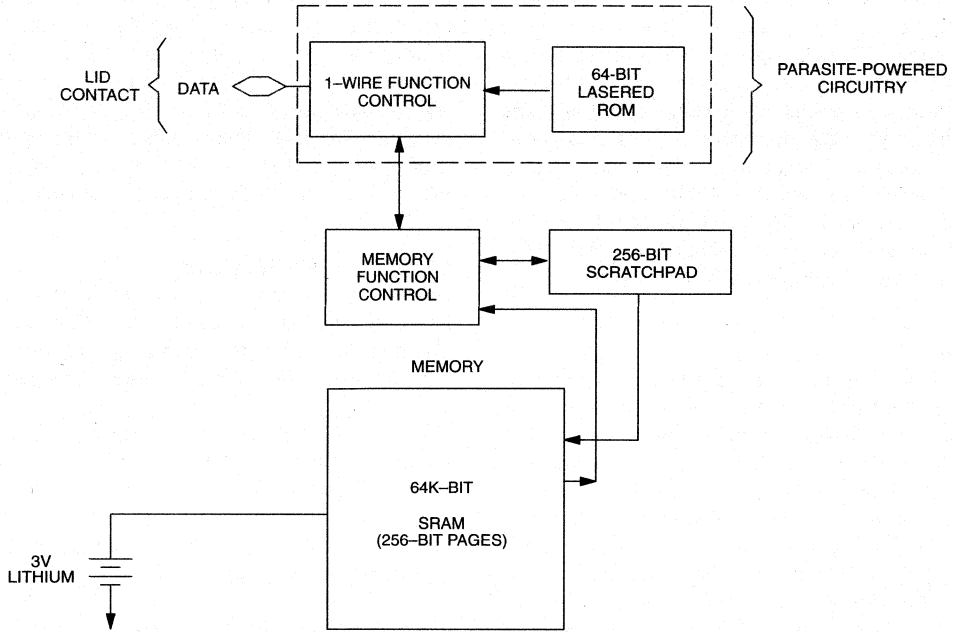 LID
CONTACT
DATA
1–WIRE FUNCTION
CONTROL
64-BIT
LASERED
ROM
PARASITE-POWERED
CIRCUITRY
MEMORY
FUNCTION
CONTROL
256-BIT
SCRATCHPAD
MEMORY
64K–BIT
SRAM
(256–BIT PAGES)
3V
LITHIUM